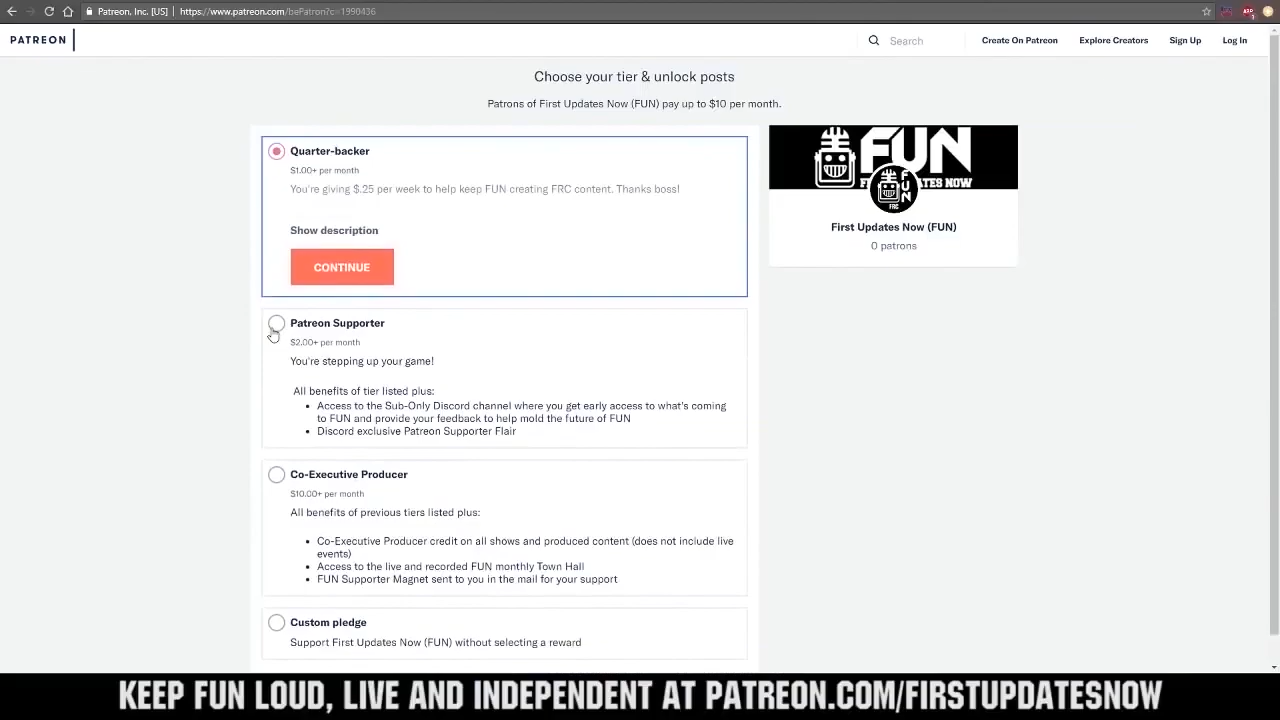 Patreon, Inc. [US] | https://www.patreon.com/bePatron?c=1990436
PATREON
Search
Create On Patreon
Explore Creators
Sign Up
Log In
Choose your tier & unlock posts
Patrons of First Updates Now (FUN) pay up to $10 per month.
Quarter-backer
$1.00+ per month
You're giving $.25 per week to help keep FUN creating FRC content. Thanks boss!
Show description
CONTINUE
FUN
First Updates Now (FUN)
0 patrons
Patreon Supporter
$2.00+ per month
You're stepping up your game!
All benefits of tier listed plus:
• Access to the Sub-Only Discord channel where you get early access to what's coming
to FUN and provide your feedback to help mold the future of FUN
• Discord exclusive Patreon Supporter Flair
Co-Executive Producer
$10.00+ per month
All benefits of previous tiers listed plus:
• Co-Executive Producer credit on all shows and produced content (does not include live
events)
• Access to the live and recorded FUN monthly Town Hall
• FUN Supporter Magnet sent to you in the mail for your support
Custom pledge
Support First Updates Now (FUN) without selecting a reward
KEEP FUN LOUD, LIVE AND INDEPENDENT AT PATREON.COM/FIRSTUPDATESNOW